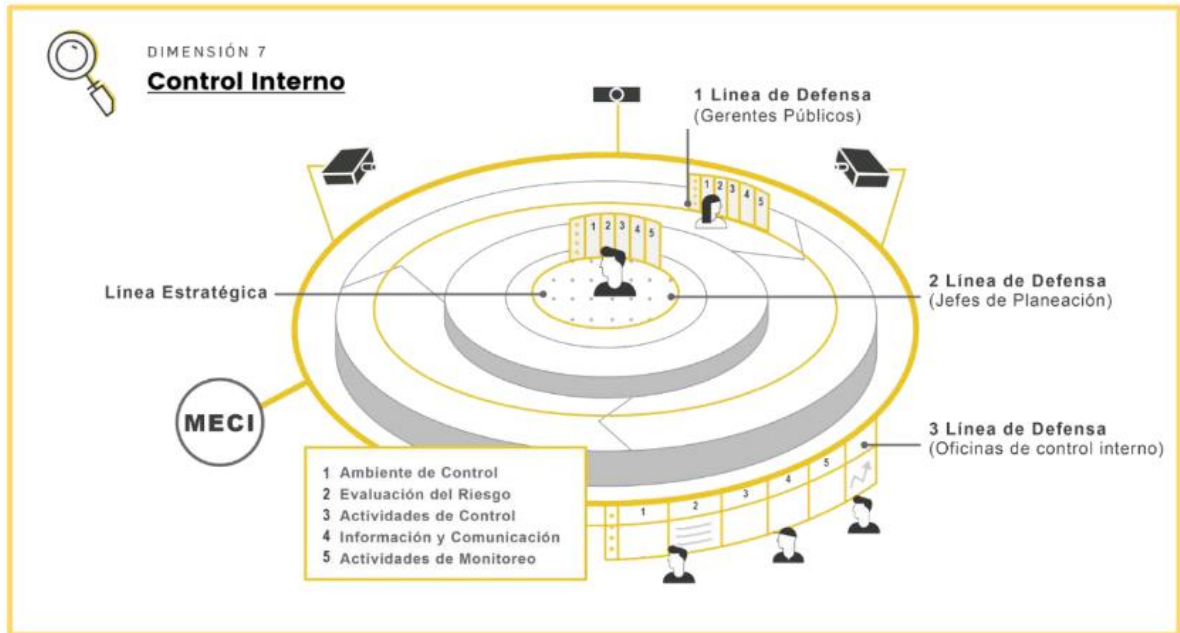 DIMENSIÓN 7
Control Interno
1 Linea de Defensa
(Gerentes Públicos)
1 2 3 4 5
1 2 3 4 5
Línea Estratégica
2 Línea de Defensa
(Jefes de Planeación)
MECI
3 Línea de Defensa
(Oficinas de control interno)
1 Ambiente de Control
2 Evaluación del Riesgo
3 Actividades de Control
4 Información y Comunicación
5 Actividades de Monitoreo
1 2 3 4 5